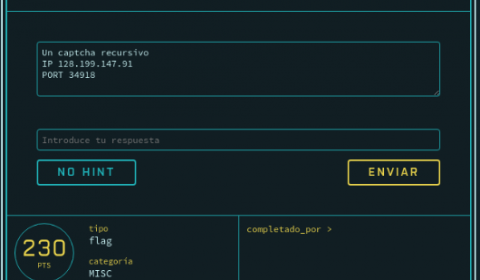 Un captcha recursivo
IP 128.199.147.91
PORT 34918
Introduce tu respuesta
NO HINT
ENVIAR
230
PTS
tipo
flag
categoría
MISC
completado_por >